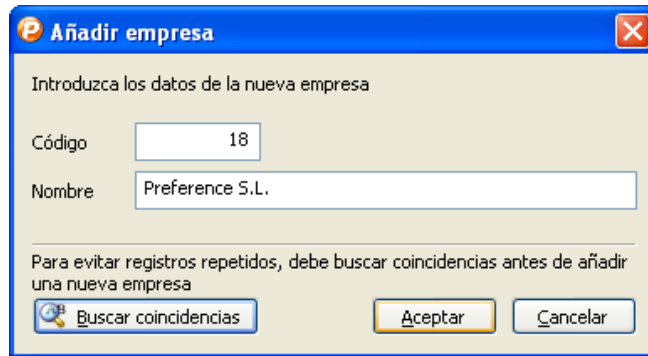 Añadir empresa
Introduzca los datos de la nueva empresa
Código 18
Nombre Preference S.L.
Para evitar registros repetidos, debe buscar coincidencias antes de añadir
una nueva empresa
Buscar coincidencias Aceptar Cancelar